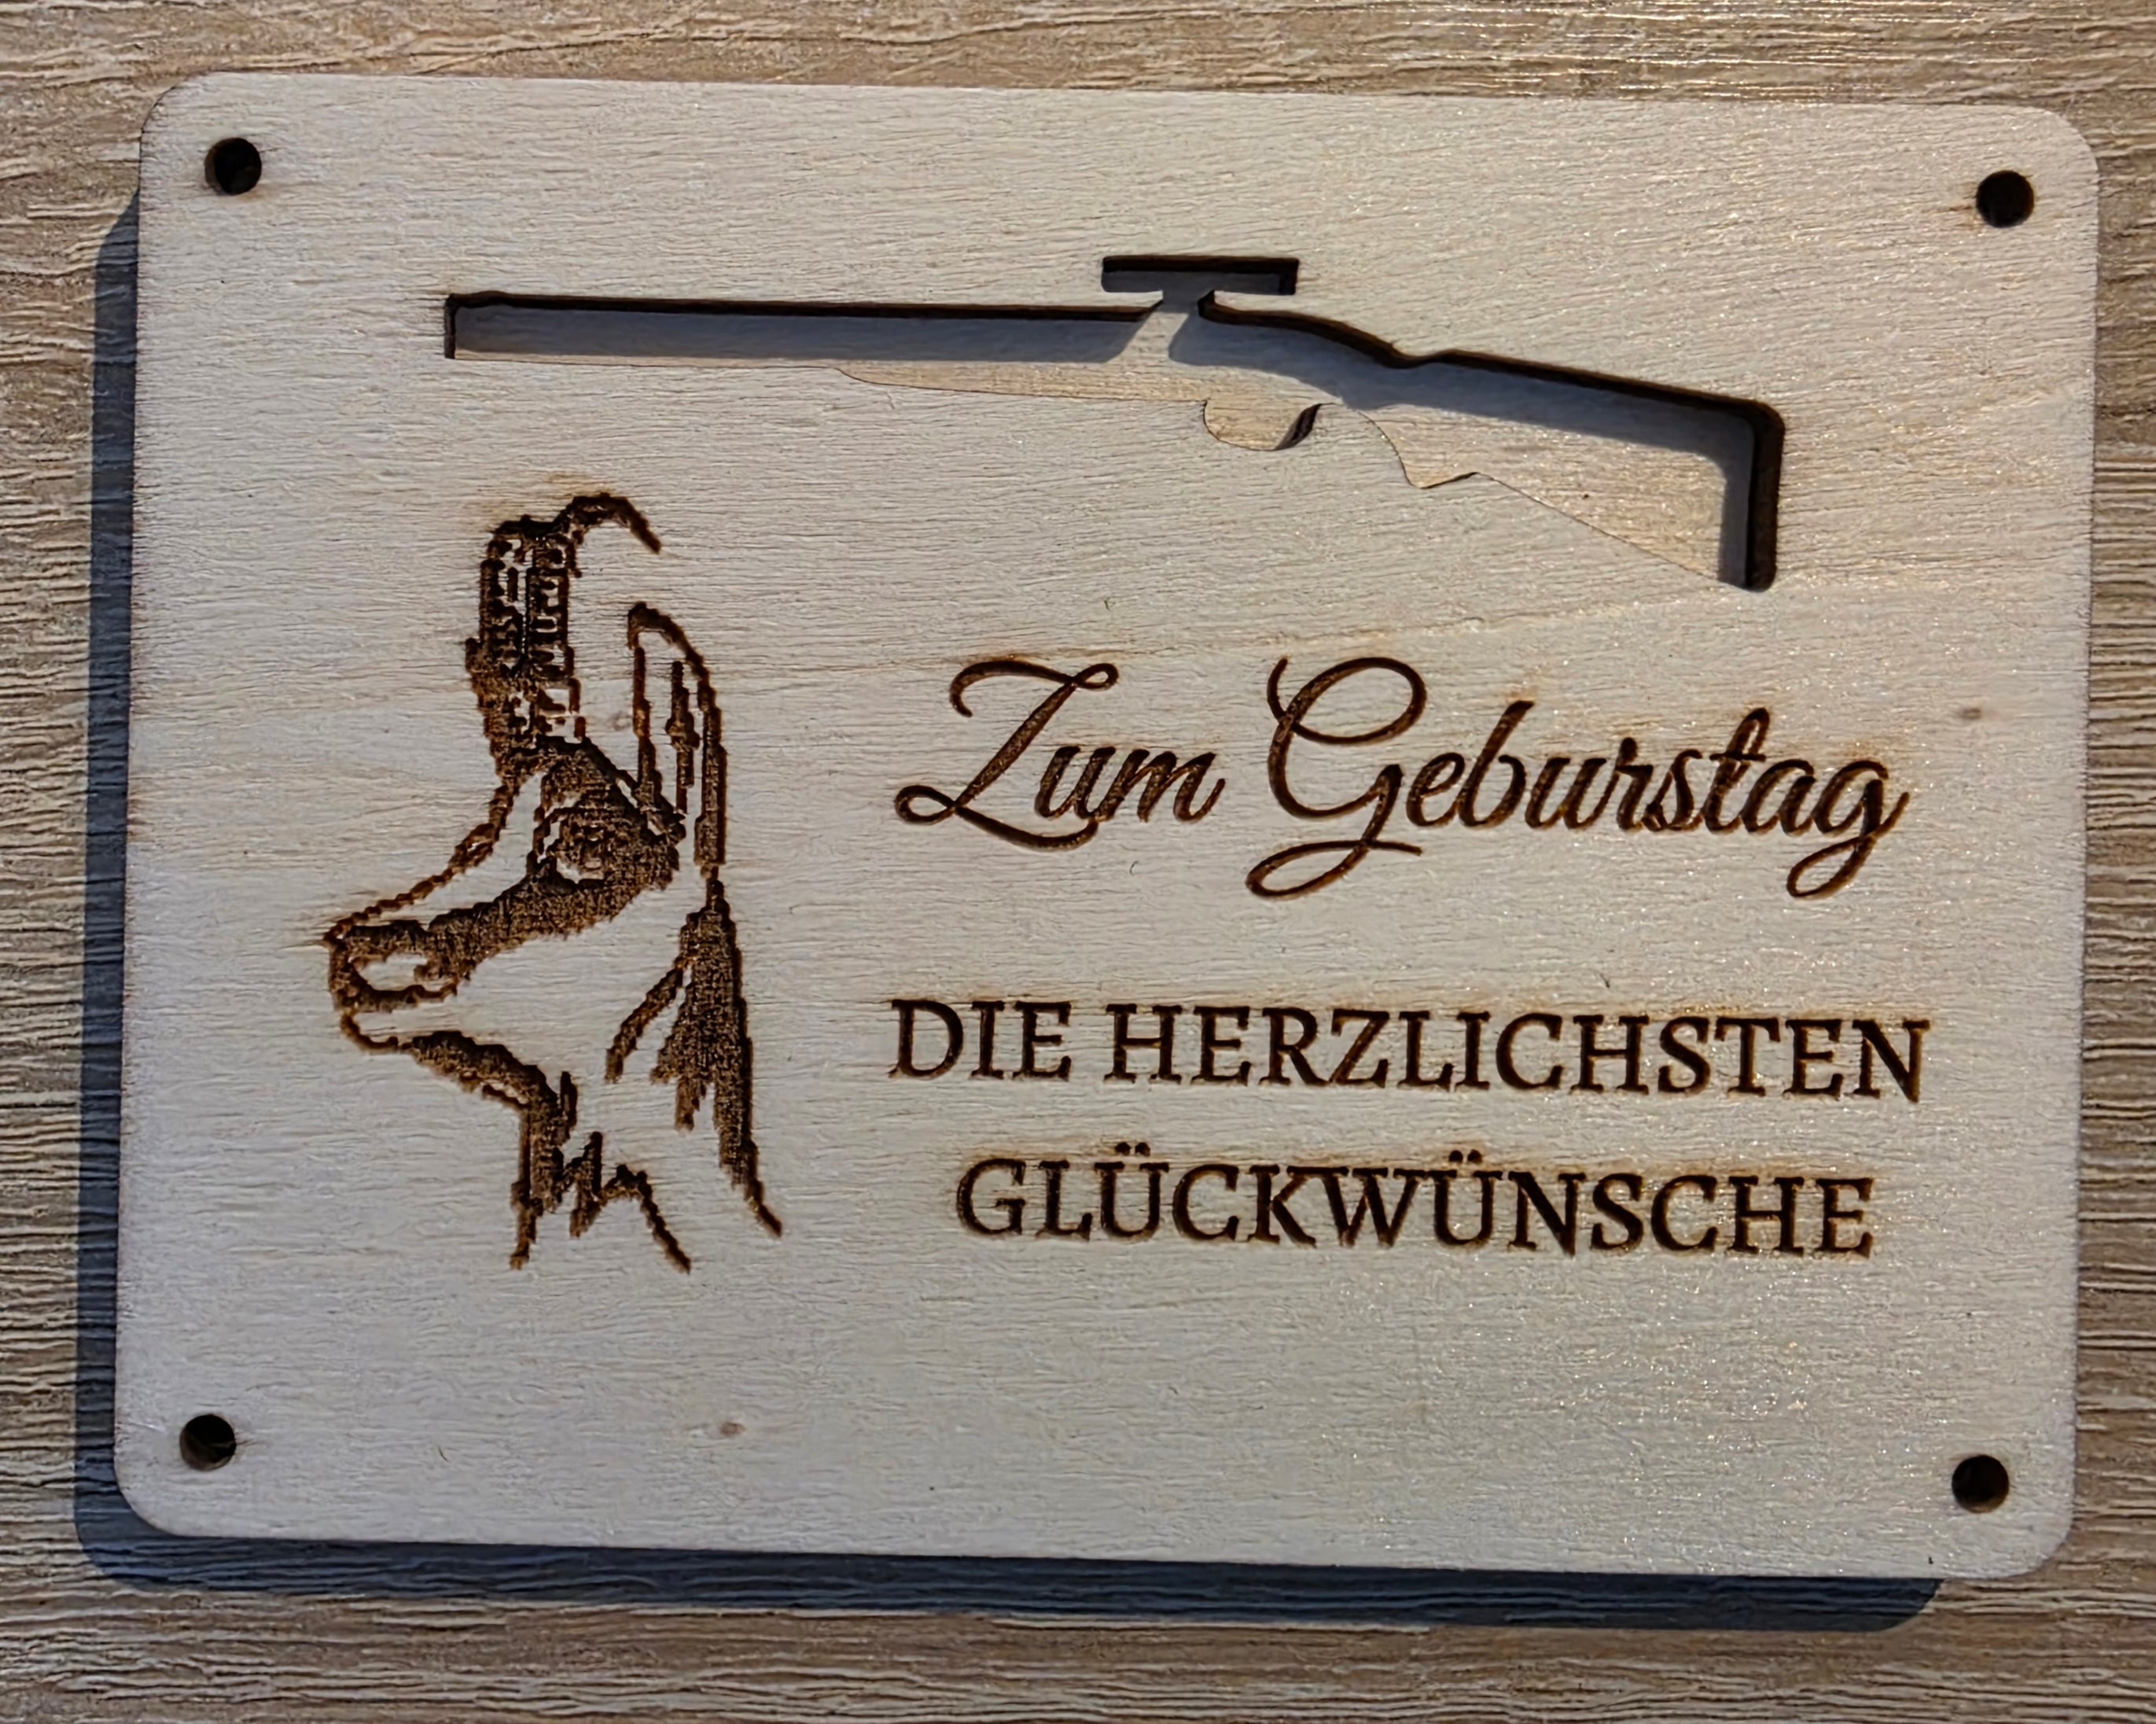 Zum Geburstag
DIE HERZLICHSTEN
GLÜCKWÜNSCHE